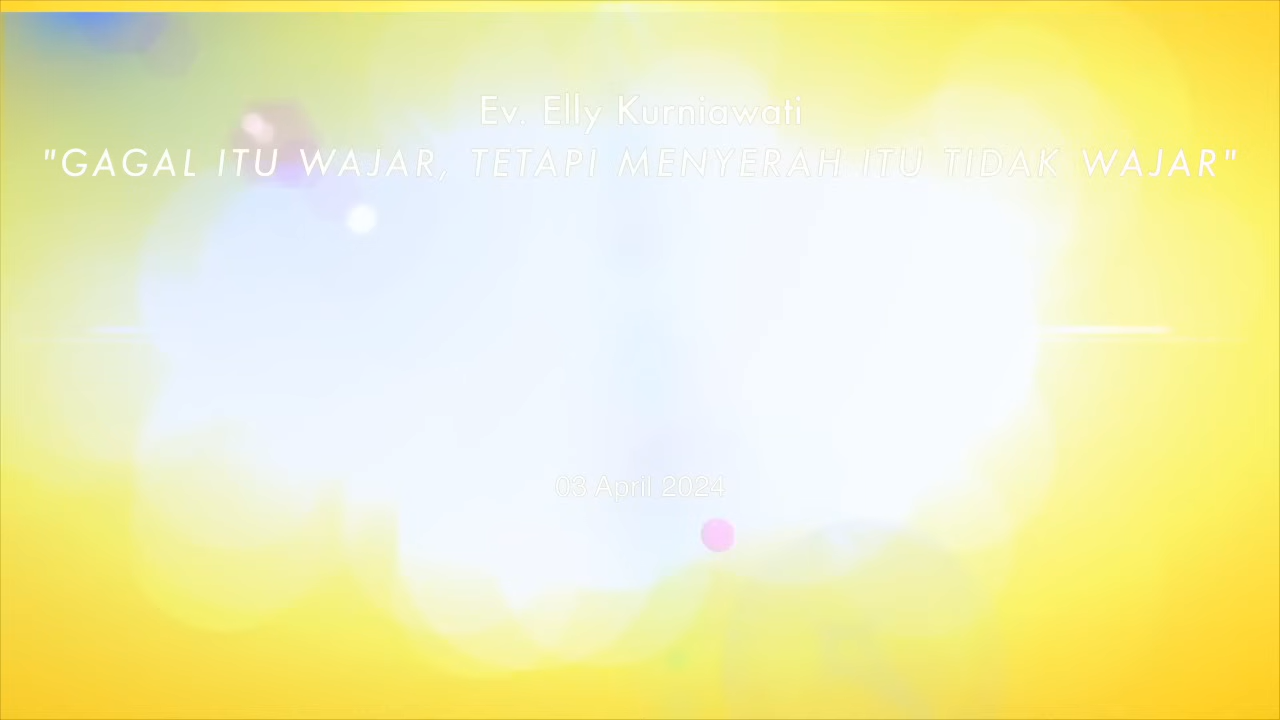 Ev. Elly Kurniawati
"GAGAL ITU WAJAR, TETAPI MENYERAH ITU TIDAK WAJAR"
03 April 2024